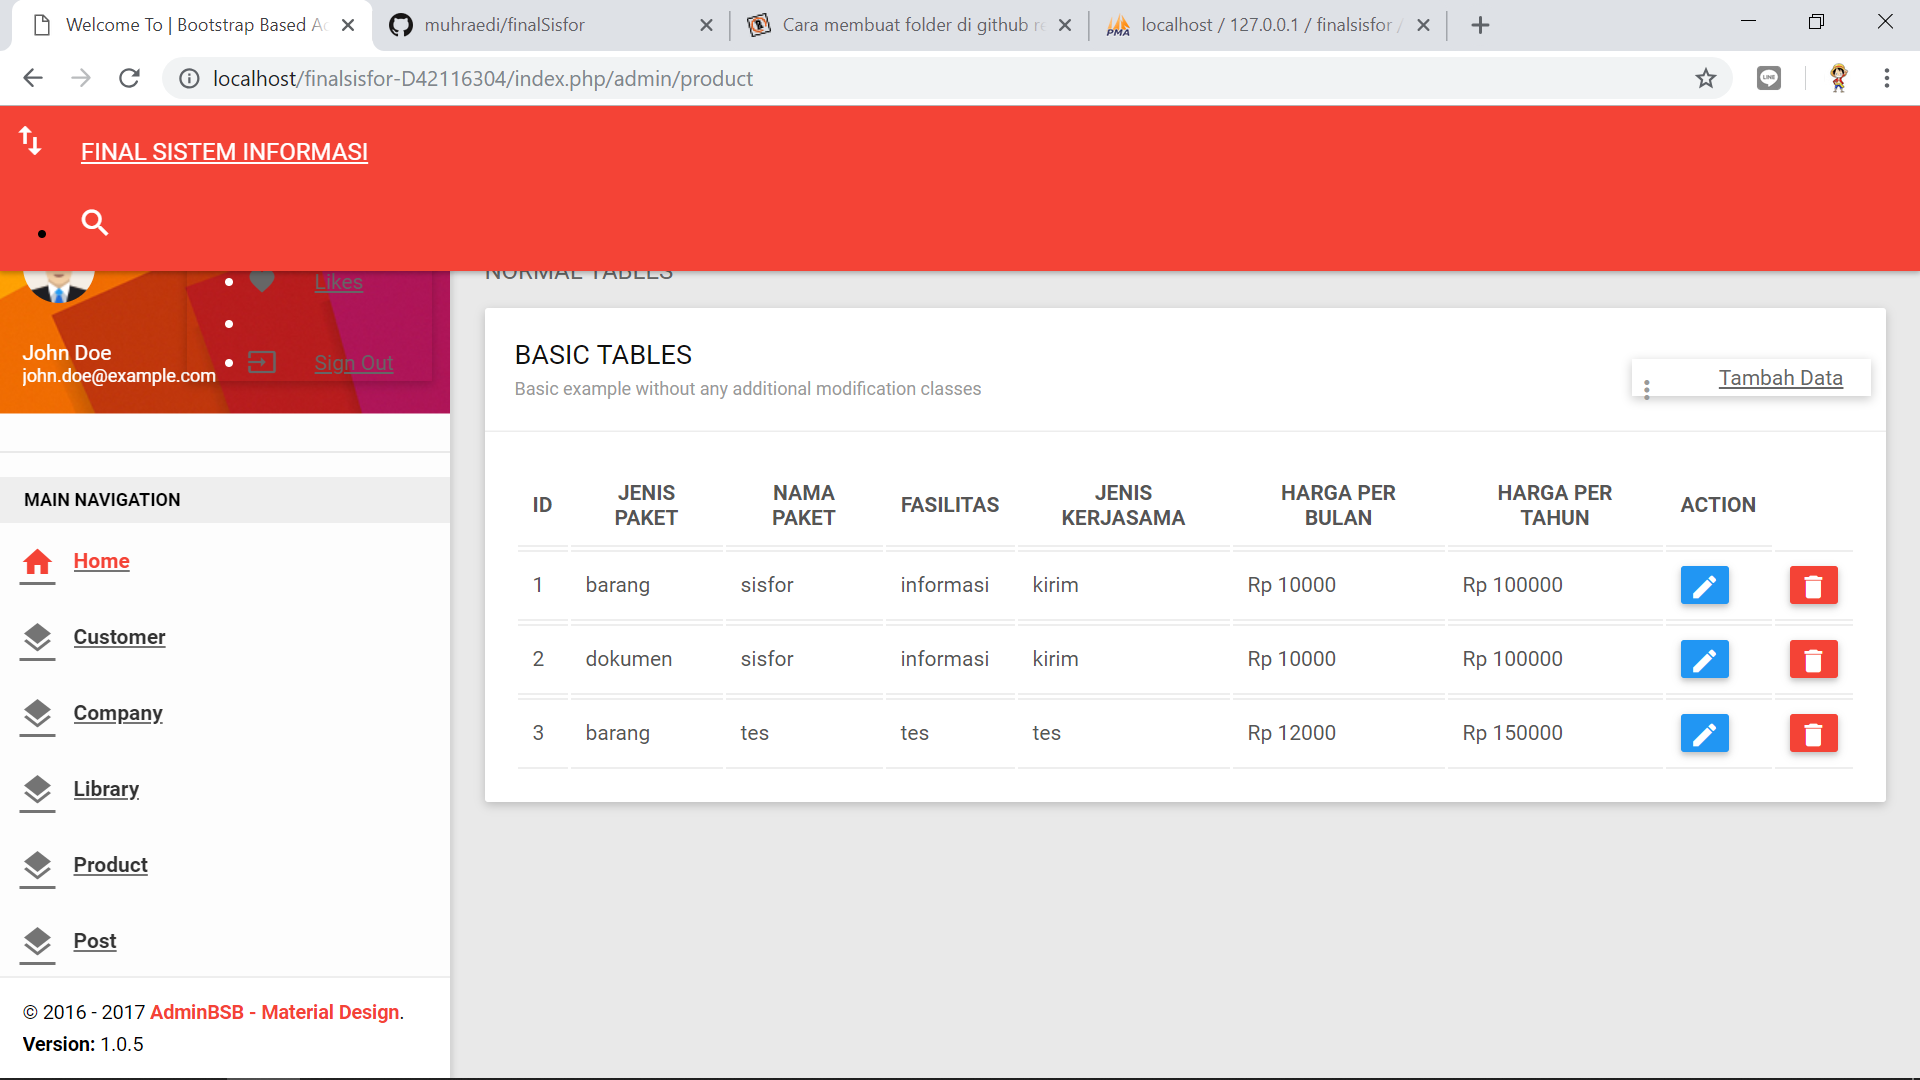 Welcome To | Bootstrap Based Ad
muhraedi/finalSisfor
Cara membuat folder di github re
PMA
localhost / 127.0.0.1 / finalsisfor /
localhost/finalsisfor-D42116304/index.php/admin/product
LINE
FINAL SISTEM INFORMASI
NORMAL TABLES
Likes
John Doe
Sign Out
john.doe@example.com
BASIC TABLES
Basic example without any additional modification classes
Tambah Data
MAIN NAVIGATION
Home
Customer
Company
Library
Product
Post
ID JENIS PAKET NAMA PAKET FASILITAS JENIS KERJASAMA HARGA PER BULAN HARGA PER TAHUN ACTION
1 barang sisfor informasi kirim Rp 10000 Rp 100000
2 dokumen sisfor informasi kirim Rp 10000 Rp 100000
3 barang tes tes tes Rp 12000 Rp 150000
© 2016 - 2017 AdminBSB - Material Design.
Version: 1.0.5